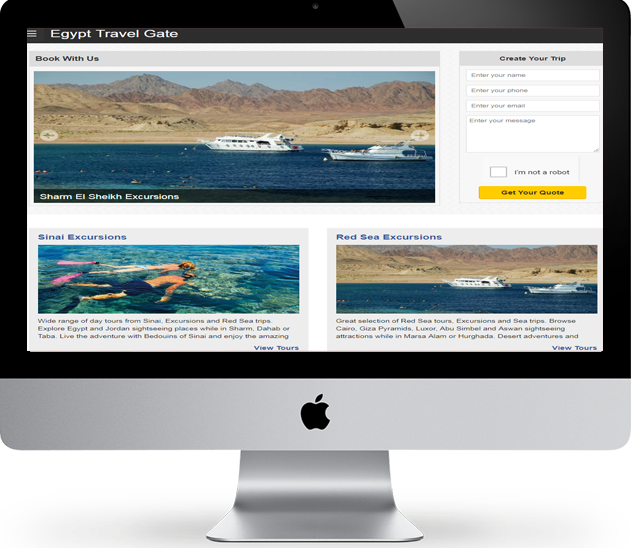 Egypt Travel Gate
Book With Us
Sharm El Sheikh Excursions
Create Your Trip
Enter your name
Enter your phone
Enter your email
Enter your message
I'm not a robot
Get Your Quote
Sinai Excursions
Wide range of day tours from Sinai, Excursions and Red Sea trips.
Explore Egypt and Jordan sightseeing places while in Sharm, Dahab or
Taba. Live the adventure with Bedouins of Sinai and enjoy the amazing
View Tours
Red Sea Excursions
Great selection of Red Sea tours, Excursions and Sea trips. Browse
Cairo, Giza Pyramids, Luxor, Abu Simbel and Aswan sightseeing
attractions while in Marsa Alam or Hurghada. Desert adventures and
View Tours